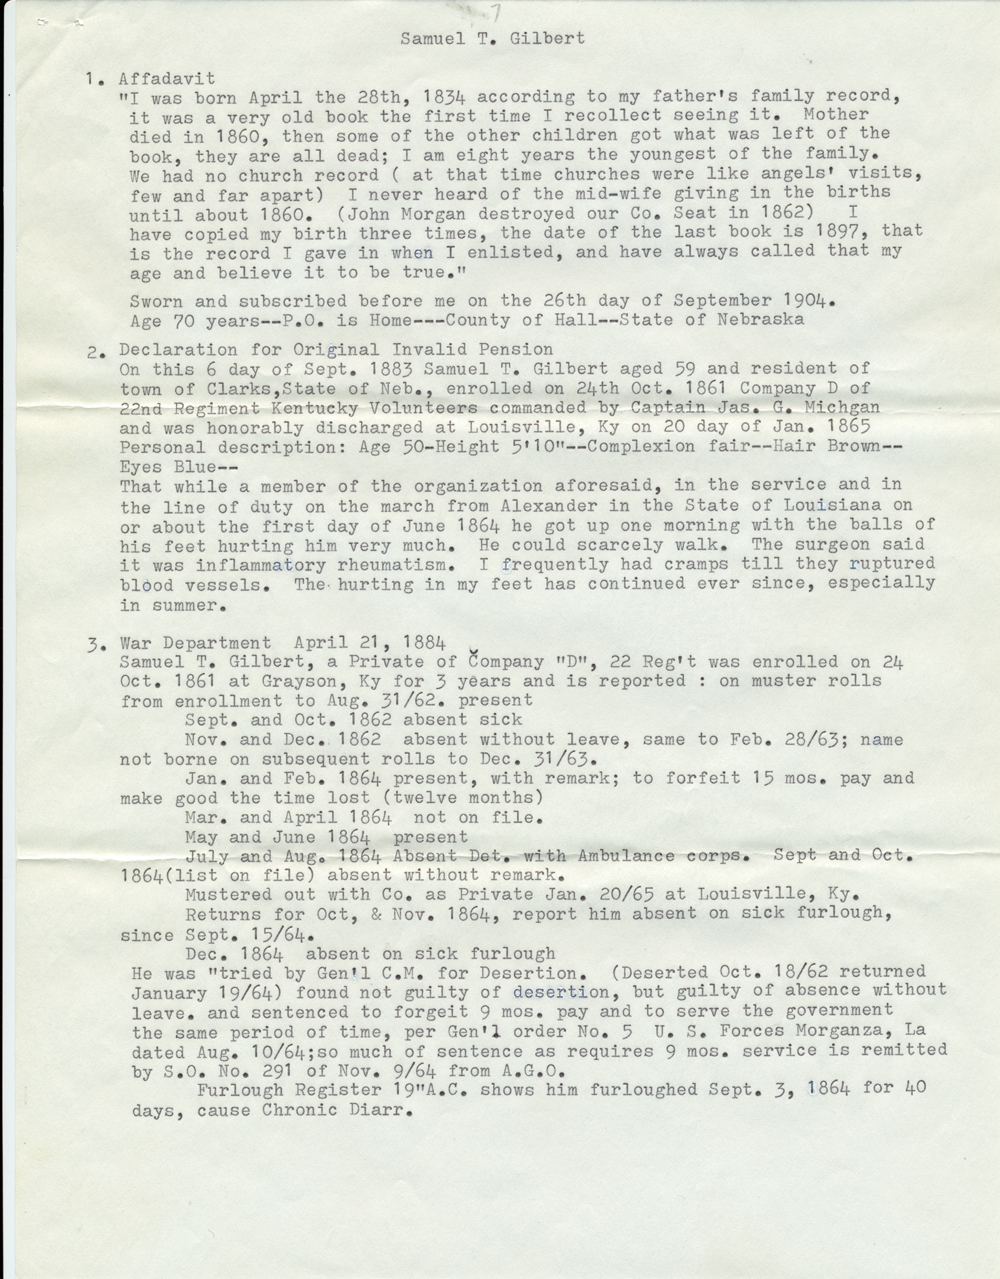 Samuel T. Gilbert
1. Affadavit
"I was born April the 28th, 1834 according to my father's family record,
it was a very old book the first time I recollect seeing it. Mother
died in 1860, then some of the other children got what was left of the
book, they are all dead; I am eight years the youngest of the family.
We had no church record ( at that time churches were like angels' visits,
few and far apart) I never heard of the mid-wife giving in the births
until about 1860. (John Morgan destroyed our Co. Seat in 1862) I
have copied my birth three times, the date of the last book is 1897, that
is the record I gave in when I enlisted, and have always called that my
age and believe it to be true."
Sworn and subscribed before me on the 26th day of September 1904.
Age 70 years--P.O. is Home---County of Hall--State of Nebraska
2. Declaration for Original Invalid Pension
On this 6 day of Sept. 1883 Samuel T. Gilbert aged 59 and resident of
town of Clarks,State of Neb., enrolled on 24th Oct. 1861 Company D of
22nd Regiment Kentucky Volunteers commanded by Captain Jas. G. Michgan
and was honorably discharged at Louisville, Ky on 20 day of Jan. 1865
Personal description: Age 50-Height 5'10"--Complexion fair--Hair Brown--
Eyes Blue--
That while a member of the organization aforesaid, in the service and in
the line of duty on the march from Alexander in the State of Louisiana on
or about the first day of June 1864 he got up one morning with the balls of
his feet hurting him very much. He could scarcely walk. The surgeon said
it was inflammatory rheumatism. I frequently had cramps till they ruptured
blood vessels. The hurting in my feet has continued ever since, especially
in summer.
3. War Department April 21, 1884
Samuel T. Gilbert, a Private of Company "D", 22 Reg't was enrolled on 24
Oct. 1861 at Grayson, Ky for 3 years and is reported : on muster rolls
from enrollment to Aug. 31/62. present
Sept. and Oct. 1862 absent sick
Nov. and Dec. 1862 absent without leave, same to Feb. 28/63; name
not borne on subsequent rolls to Dec. 31/63.
Jan. and Feb. 1864 present, with remark; to forfeit 15 mos. pay and
make good the time lost (twelve months)
Mar. and April 1864 not on file.
May and June 1864 present
July and Aug. 1864 Absent Det. with Ambulance corps. Sept and Oct.
1864(list on file) absent without remark.
Mustered out with Co. as Private Jan. 20/65 at Louisville, Ky.
Returns for Oct, & Nov. 1864, report him absent on sick furlough,
since Sept. 15/64.
Dec. 1864 absent on sick furlough
He was "tried by Gen'l C.M. for Desertion. (Deserted Oct. 18/62 returned
January 19/64) found not guilty of desertion, but guilty of absence without
leave. and sentenced to forgeit 9 mos. pay and to serve the government
the same period of time, per Gen'l order No. 5 U. S. Forces Morganza, La
dated Aug. 10/64;so much of sentence as requires 9 mos. service is remitted
by S.O. No. 291 of Nov. 9/64 from A.G.O.
Furlough Register 19"A.C. shows him furloughed Sept. 3, 1864 for 40
days, cause Chronic Diarr.